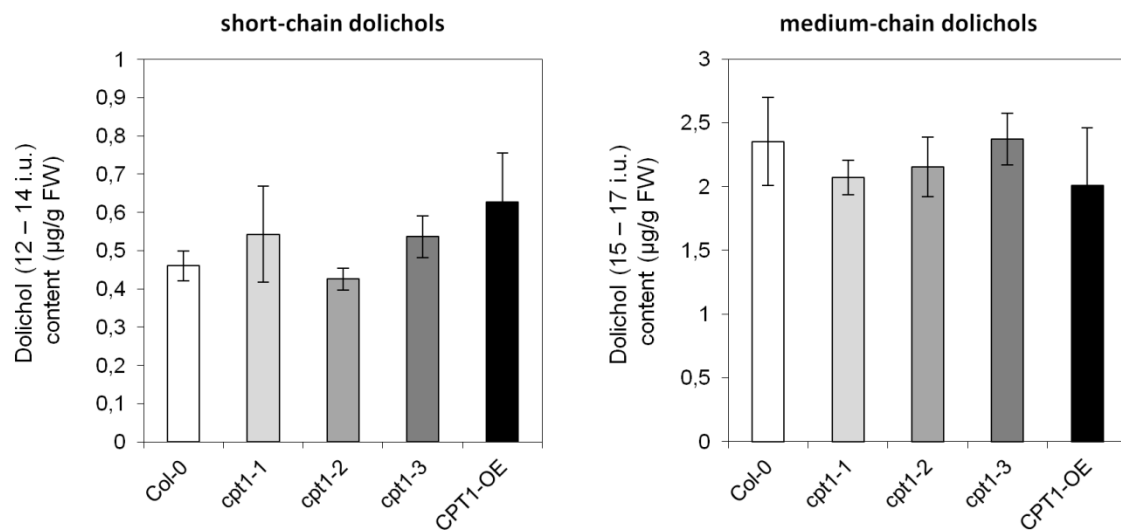 short-chain dolichols
Dolichol (12 – 14 i.u.)
content (µg/g FW)
1
0,9
0,8
0,7
0,6
0,5
0,4
0,3
0,2
0,1
0
Col-0
cpt1-1
cpt1-2
cpt1-3
CPT1-OE
medium-chain dolichols
Dolichol (15 – 17 i.u.)
content (µg/g FW)
3
2,5
2
1,5
1
0,5
0
Col-0
cpt1-1
cpt1-2
cpt1-3
CPT1-OE